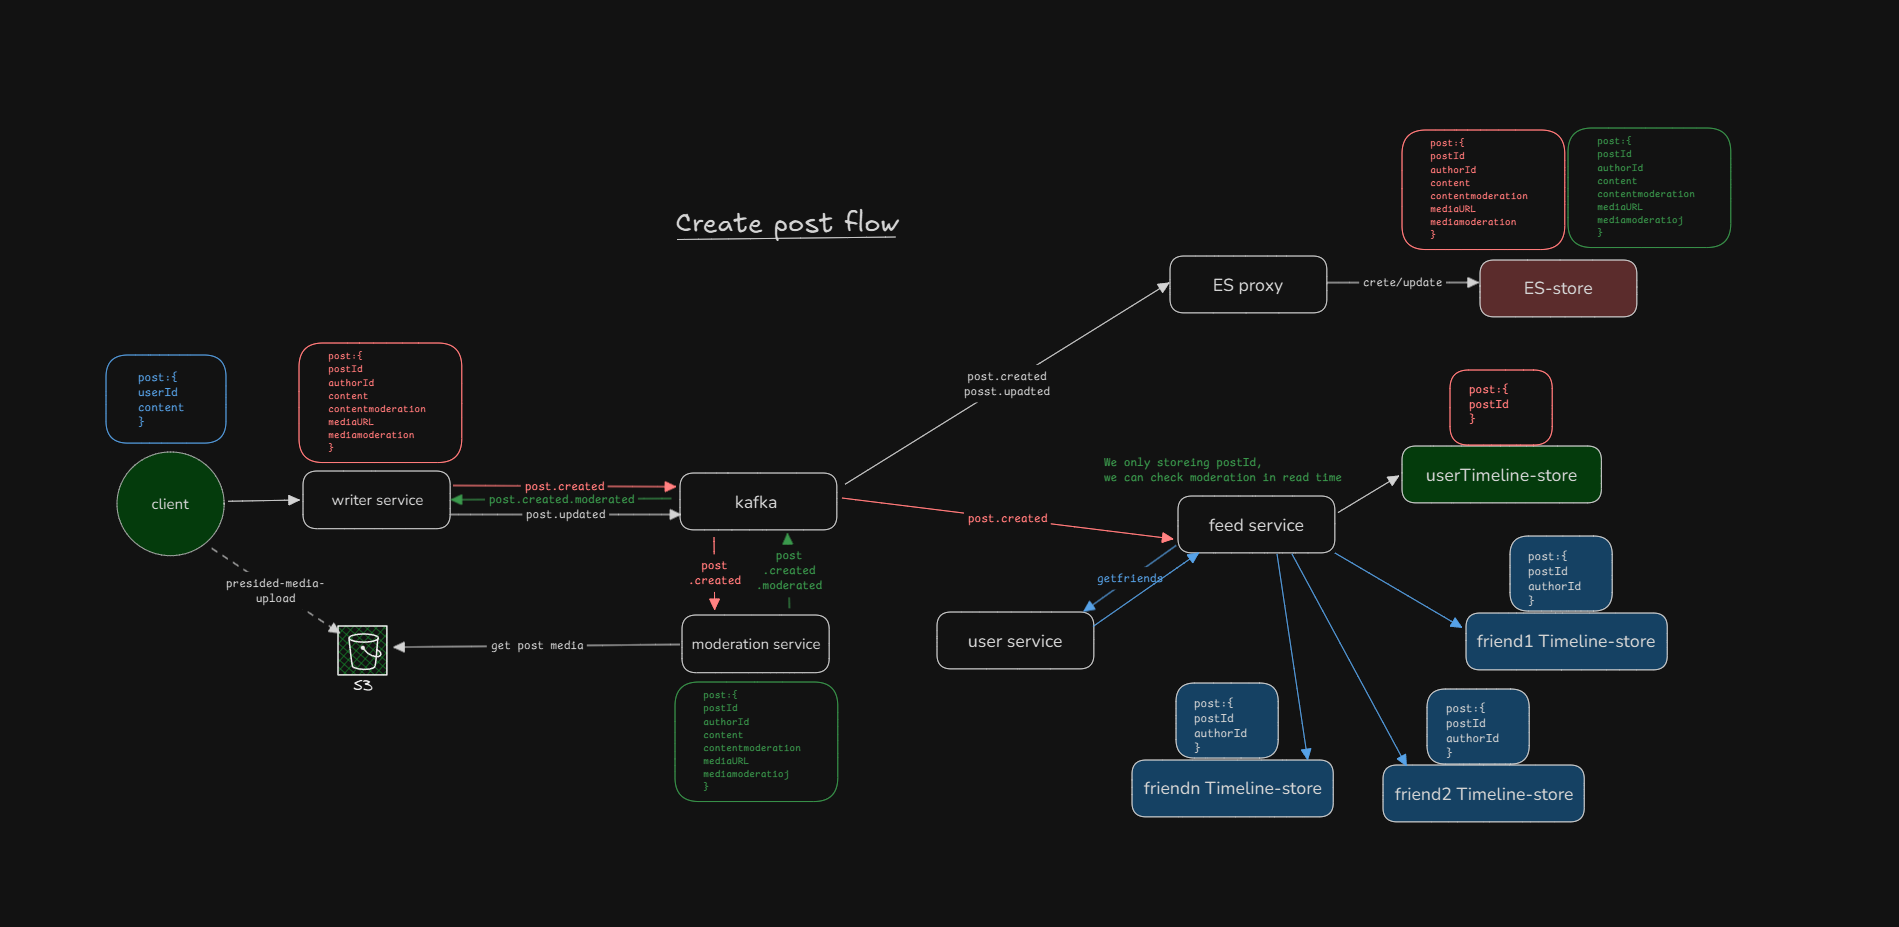 Create post flow
post:{
userId
content
}
client
post:{
postId
authorId
content
contentmoderation
mediaURL
mediamoderation
}
writer service
presided-media-
upload
S3
post.created
post.created.moderated
post.updated
kafka
post
.created
post
.created
.moderated
get post media
moderation service
post:{
postId
authorId
content
contentmoderation
mediaURL
mediamoderatioj
}
post.created
posst.upadted
ES proxy
crete/update
post:{
postId
authorId
content
contentmoderation
mediaURL
mediamoderation
}
post:{
postId
authorId
content
contentmoderation
mediaURL
mediamoderatioj
}
ES-store
post.created
We only storeing postId,
we can check moderation in read time
feed service
getfriends
user service
post:{
postId
}
userTimeline-store
post:{
postId
authorId
}
friend1 Timeline-store
post:{
postId
authorId
}
friendn Timeline-store
post:{
postId
authorId
}
friend2 Timeline-store